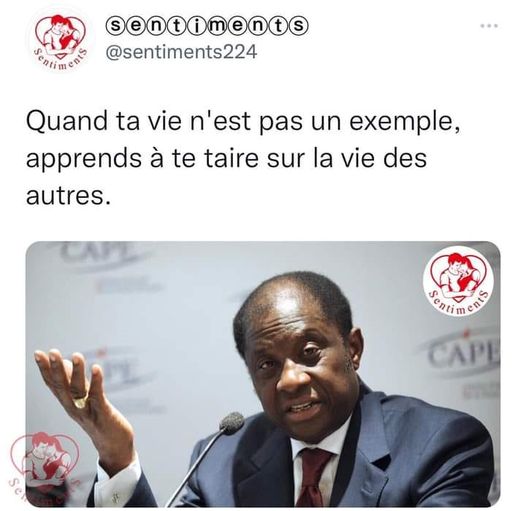 ⓢⓔⓝⓣⓘⓜⓔⓝⓣⓢ
@sentiments224
SentimentS
Quand ta vie n'est pas un exemple,
apprends à te taire sur la vie des
autres.
CAPE
SentimentS
CAPE
SentimentS